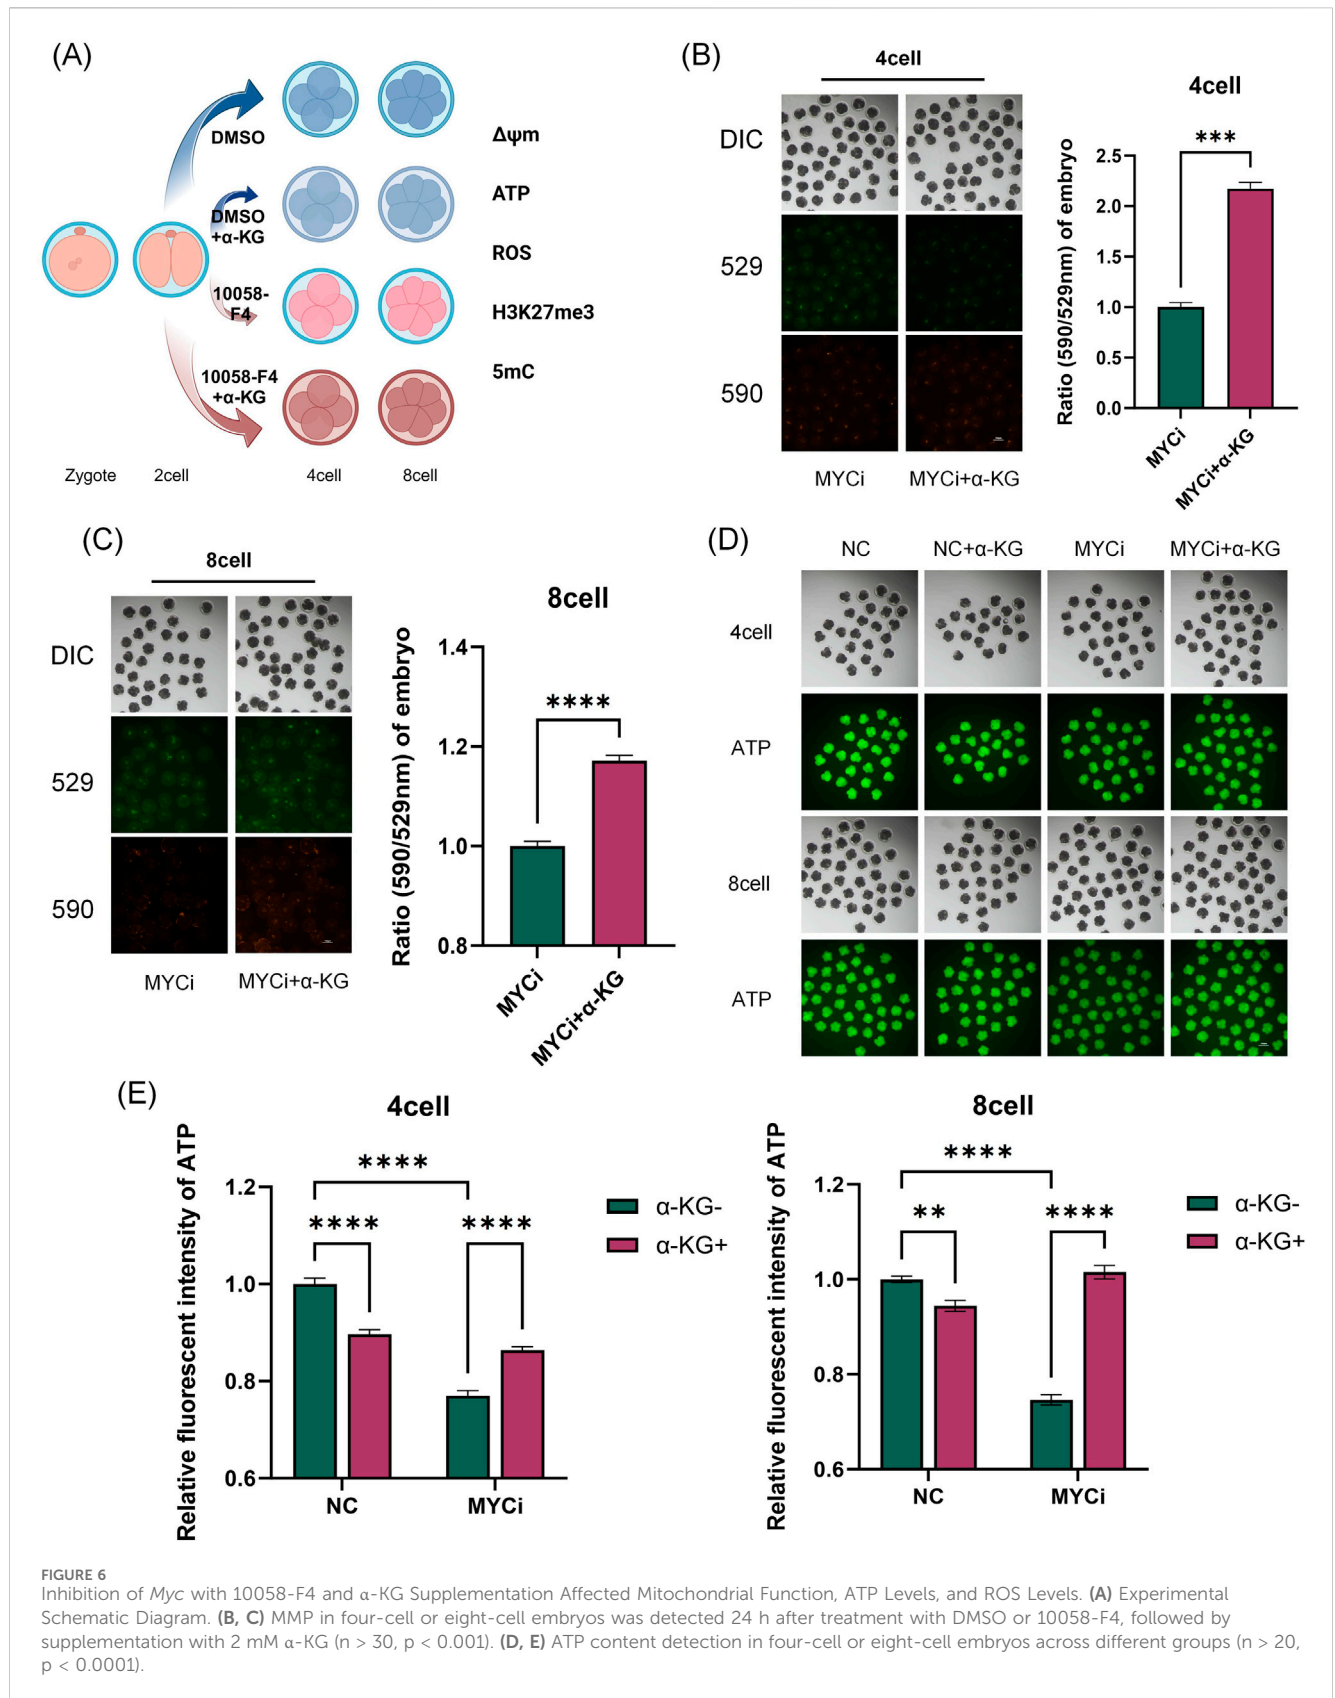 (A)
DMSO
DMSO
+α-KG
10058-
F4
10058-F4
+α-KG
Zygote
2cell
4cell
8cell
Δψm
ATP
ROS
H3K27me3
5mC
(B)
4cell
DIC
529
590
MYCi
MYCi+α-KG
4cell
Ratio (590/529nm) of embryo
2.5
2.0
1.5
1.0
0.5
0.0
***
MYCi
MYCi+α-KG
(C)
8cell
DIC
529
590
MYCi
MYCi+α-KG
8cell
Ratio (590/529nm) of embryo
1.4
1.2
1.0
0.8
****
MYCi
MYCi+α-KG
(D)
NC
NC+α-KG
MYCi
MYCi+α-KG
4cell
ATP
8cell
ATP
(E)
4cell
Relative fluorescent intensity of ATP
1.2
1.0
0.8
0.6
****
****
****
NC
MYCi
α-KG-
α-KG+
8cell
Relative fluorescent intensity of ATP
1.2
1.0
0.8
0.6
****
**
****
NC
MYCi
α-KG-
α-KG+
FIGURE 6
Inhibition of Myc with 10058-F4 and α-KG Supplementation Affected Mitochondrial Function, ATP Levels, and ROS Levels. (A) Experimental
Schematic Diagram. (B, C) MMP in four-cell or eight-cell embryos was detected 24 h after treatment with DMSO or 10058-F4, followed by
supplementation with 2 mM α-KG (n > 30, p < 0.001). (D, E) ATP content detection in four-cell or eight-cell embryos across different groups (n > 20,
p < 0.0001).